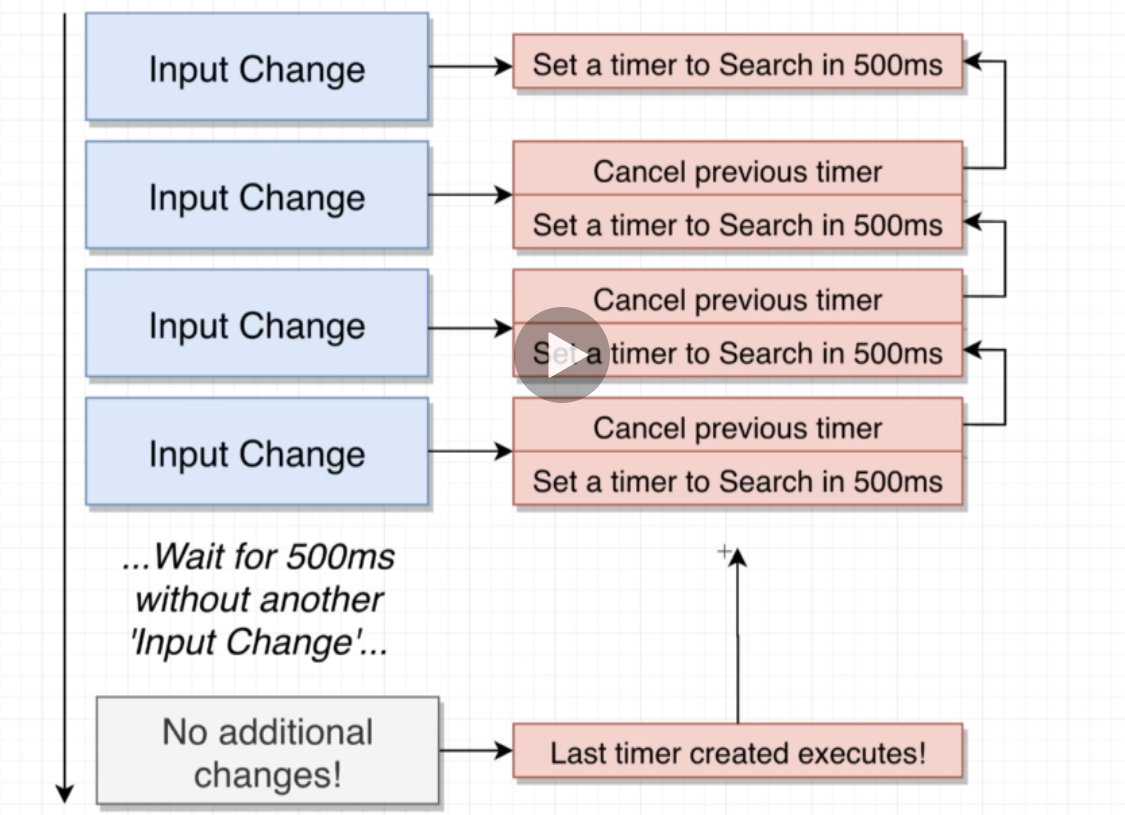 Input Change
Set a timer to Search in 500ms
Input Change
Cancel previous timer
Set a timer to Search in 500ms
Input Change
Cancel previous timer
Set a timer to Search in 500ms
Input Change
Cancel previous timer
Set a timer to Search in 500ms
...Wait for 500ms
without another
'Input Change'...
No additional
changes!
Last timer created executes!